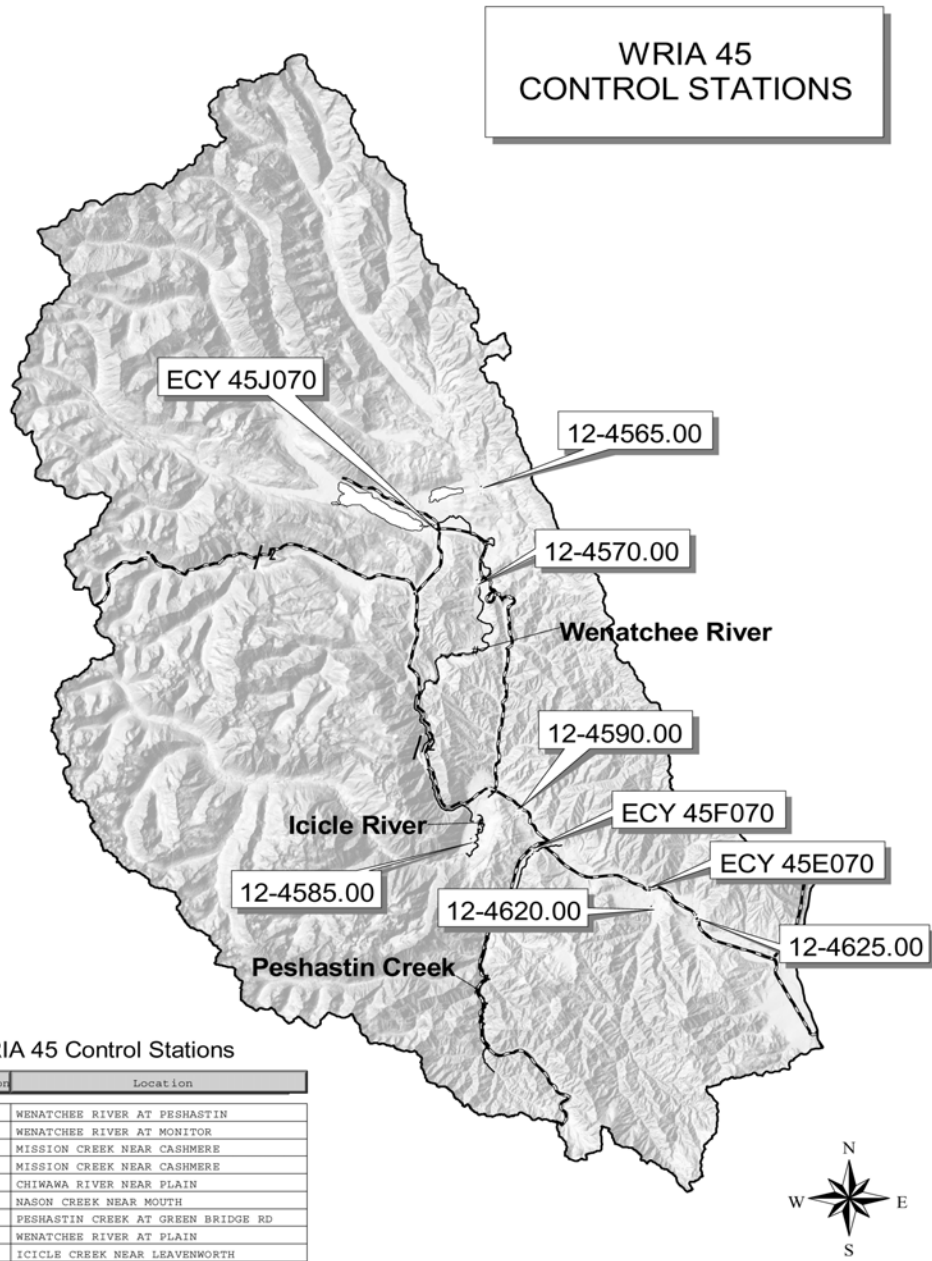 WRIA 45
CONTROL STATIONS
ECY 45J070
12-4565.00
2
12-4570.00
Wenatchee River
12-4590.00
ECY 45F070
Icicle River
ECY 45E070
12-4585.00
12-4620.00
12-4625.00
Peshastin Creek
RIA 45 Control Stations
on Location
WENATCHEE RIVER AT PESHASTIN
WENATCHEE RIVER AT MONITOR
MISSION CREEK NEAR CASHMERE
MISSION CREEK NEAR CASHMERE
CHIWAWA RIVER NEAR PLAIN
NASON CREEK NEAR MOUTH
PESHASTIN CREEK AT GREEN BRIDGE RD
WENATCHEE RIVER AT PLAIN
ICICLE CREEK NEAR LEAVENWORTH
N
W E
S